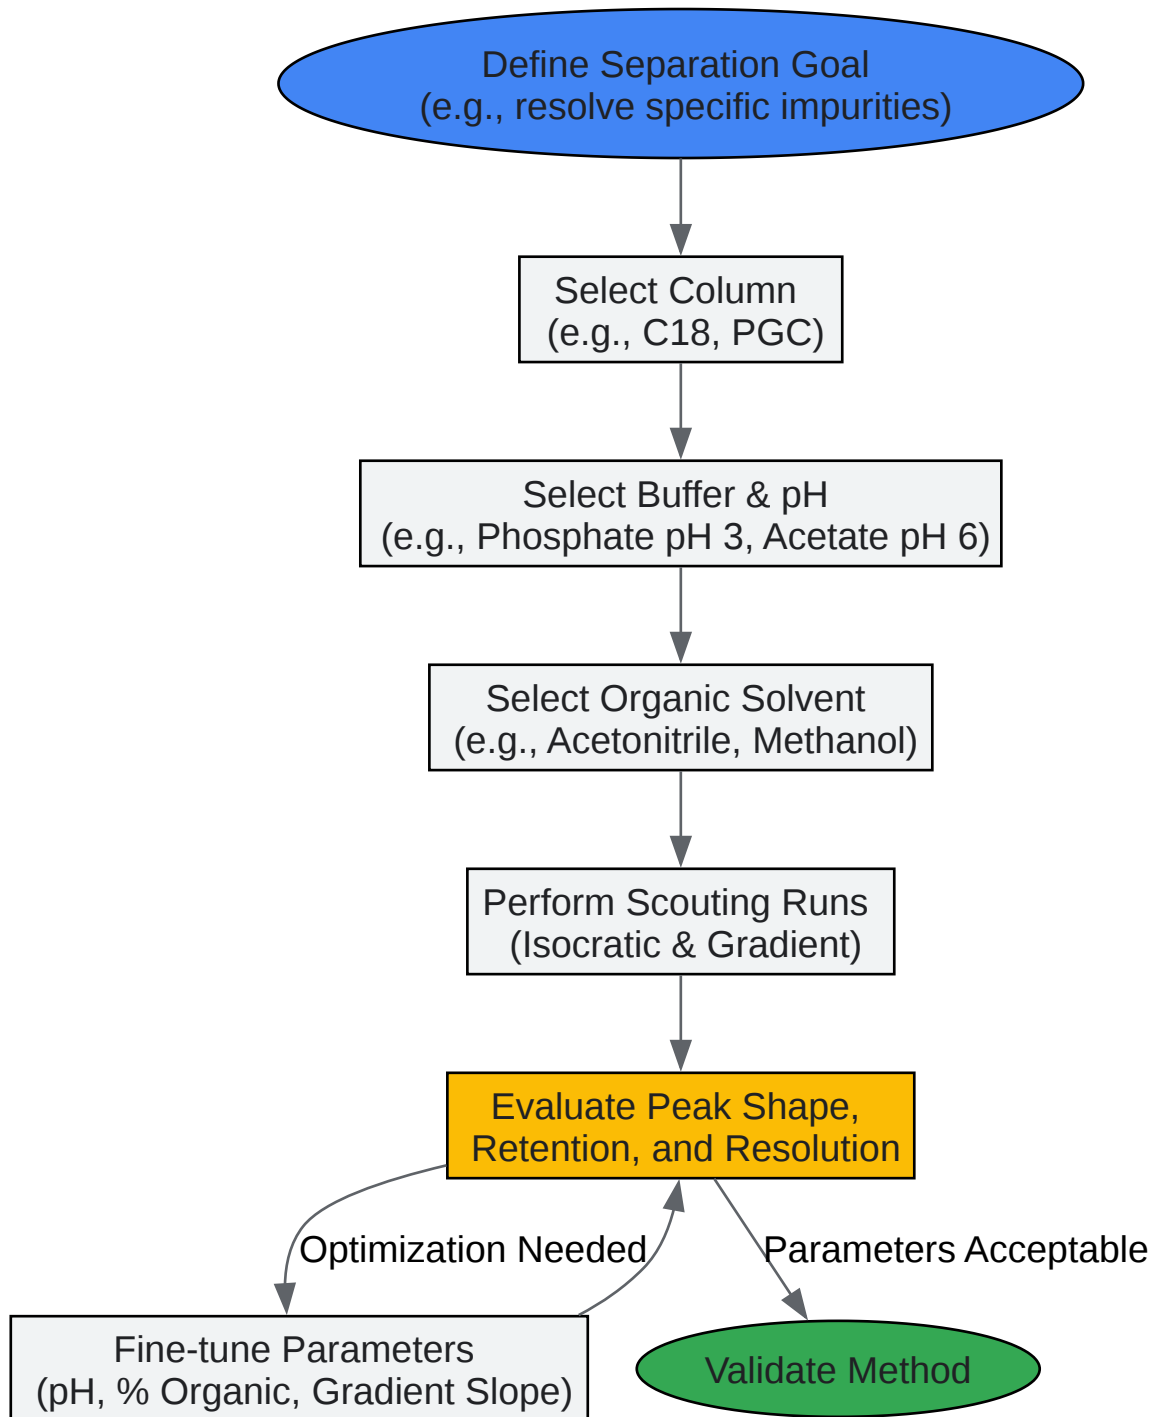 Define Separation Goal
(e.g., resolve specific impurities)
Select Column
(e.g., C18, PGC)
Select Buffer & pH
(e.g., Phosphate pH 3, Acetate pH 6)
Select Organic Solvent
(e.g., Acetonitrile, Methanol)
Perform Scouting Runs
(Isocratic & Gradient)
Evaluate Peak Shape,
Retention, and Resolution
Optimization Needed
Parameters Acceptable
Fine-tune Parameters
(pH, % Organic, Gradient Slope)
Validate Method